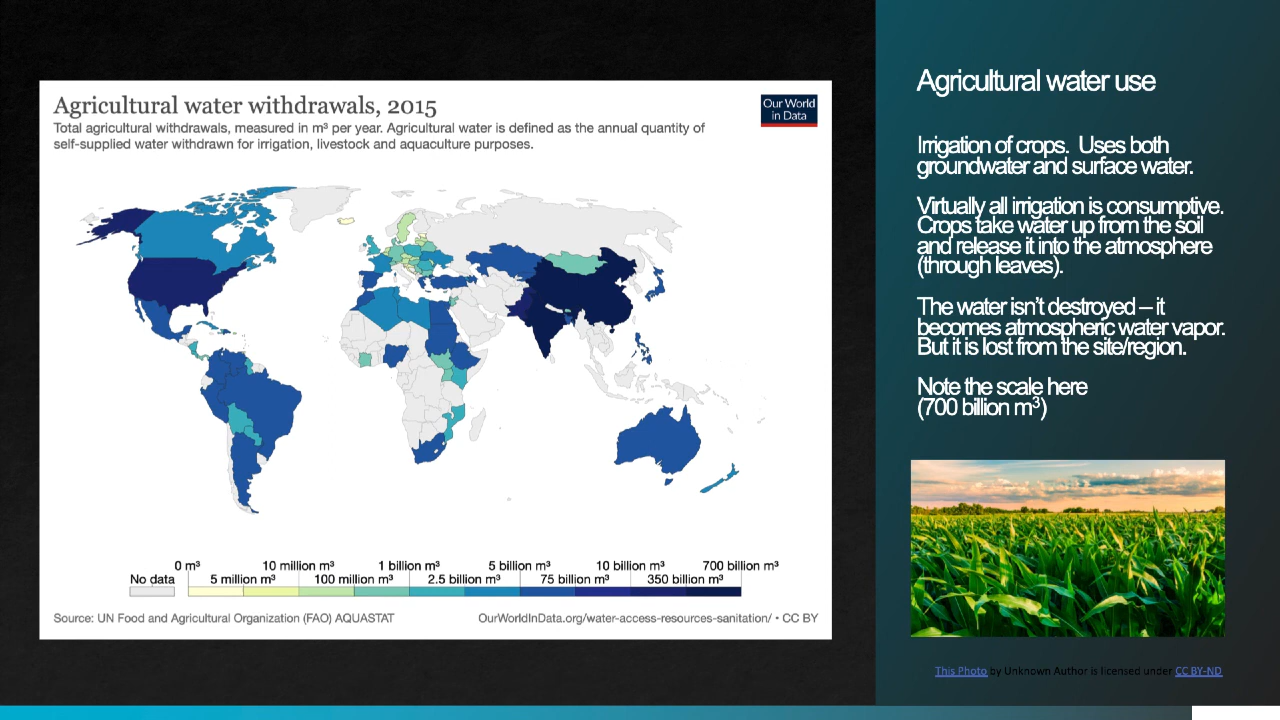 Agricultural water withdrawals, 2015
Our World
in Data
Total agricultural withdrawals, measured in m³ per year. Agricultural water is defined as the annual quantity of
self-supplied water withdrawn for irrigation, livestock and aquaculture purposes.
0 m³ 10 million m³ 1 billion m³ 5 billion m³ 10 billion m³ 700 billion m³
No data 5 million m³ 100 million m³ 2.5 billion m³ 75 billion m³ 350 billion m³
Source: UN Food and Agricultural Organization (FAO) AQUASTAT
OurWorldInData.org/water-access-resources-sanitation/ • CC BY
Agricultural water use
Irrigation of crops. Uses both
groundwater and surface water.
Virtually all irrigation is consumptive.
Crops take water up from the soil
and release it into the atmosphere
(through leaves).
The water isn't destroyed – it
becomes atmospheric water vapor.
But it is lost from the site/region.
Note the scale here
(700 billion m³)
This Photo by Unknown Author is licensed under CC BY-ND